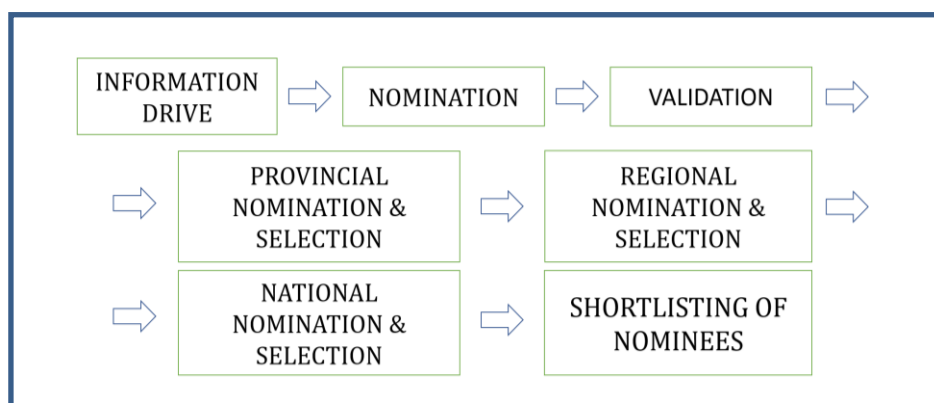 INFORMATION
DRIVE
NOMINATION
VALIDATION
PROVINCIAL
NOMINATION &
SELECTION
REGIONAL
NOMINATION &
SELECTION
NATIONAL
NOMINATION &
SELECTION
SHORTLISTING OF
NOMINEES